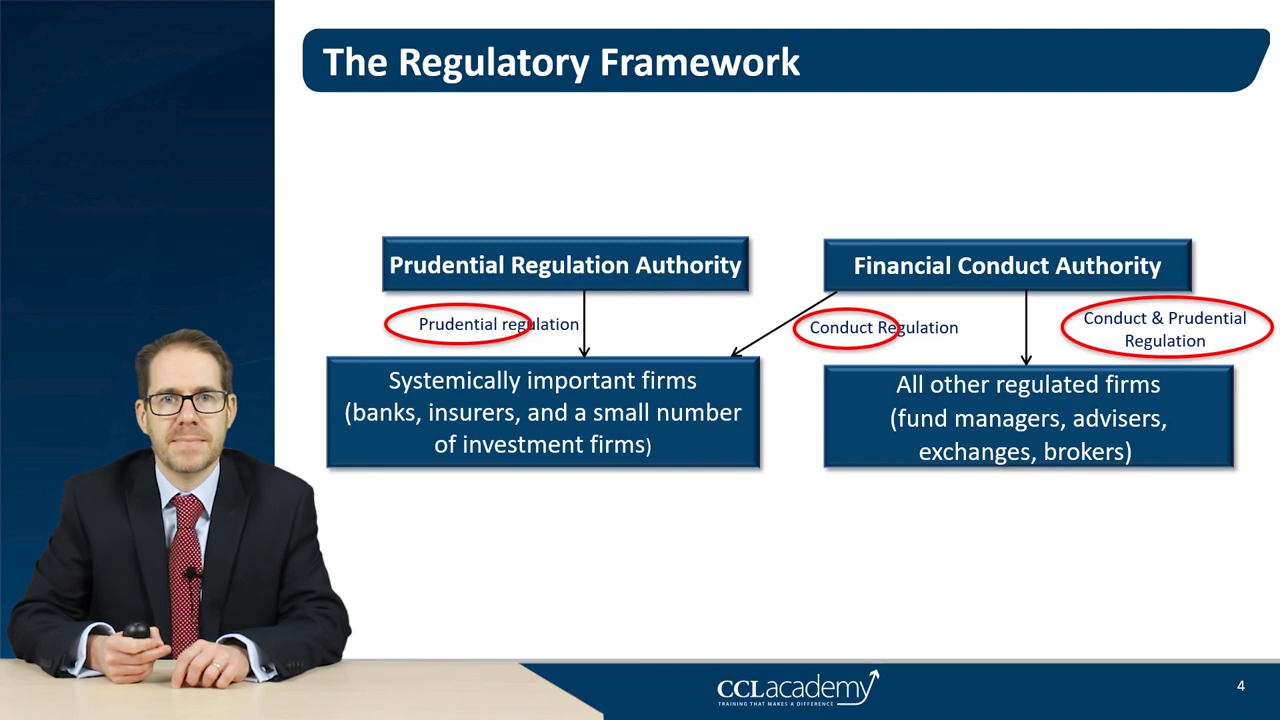 The Regulatory Framework
Prudential Regulation Authority
Financial Conduct Authority
Prudential regulation
Conduct Regulation
Conduct & Prudential
Regulation
Systemically important firms
(banks, insurers, and a small number
of investment firms)
All other regulated firms
(fund managers, advisers,
exchanges, brokers)
CCLacademy
TRAINING THAT MAKES A DIFFERENCE
4